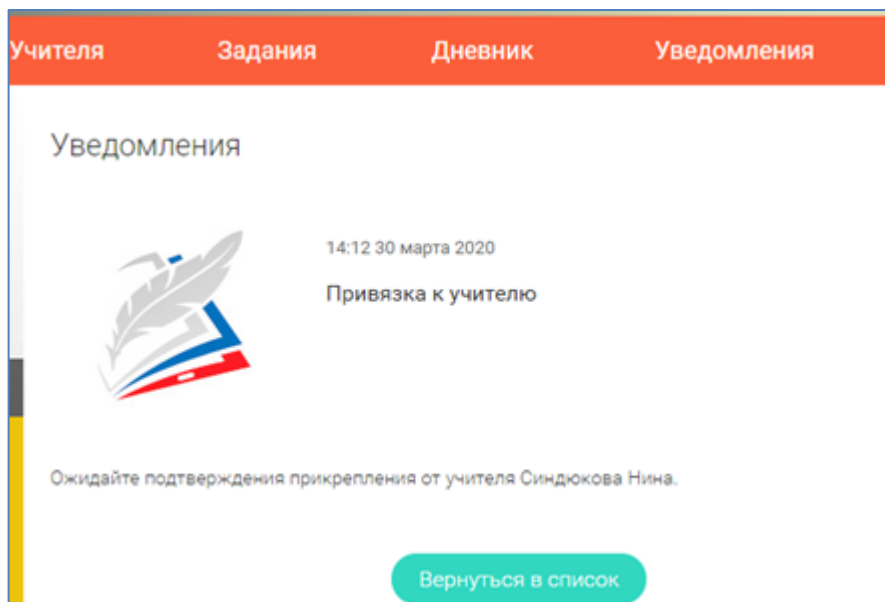 Учителя Задания Дневник Уведомления
Уведомления
14:12 30 марта 2020
Привязка к учителю
Ожидайте подтверждения прикрепления от учителя Синдюкова Нина.
Вернуться в список